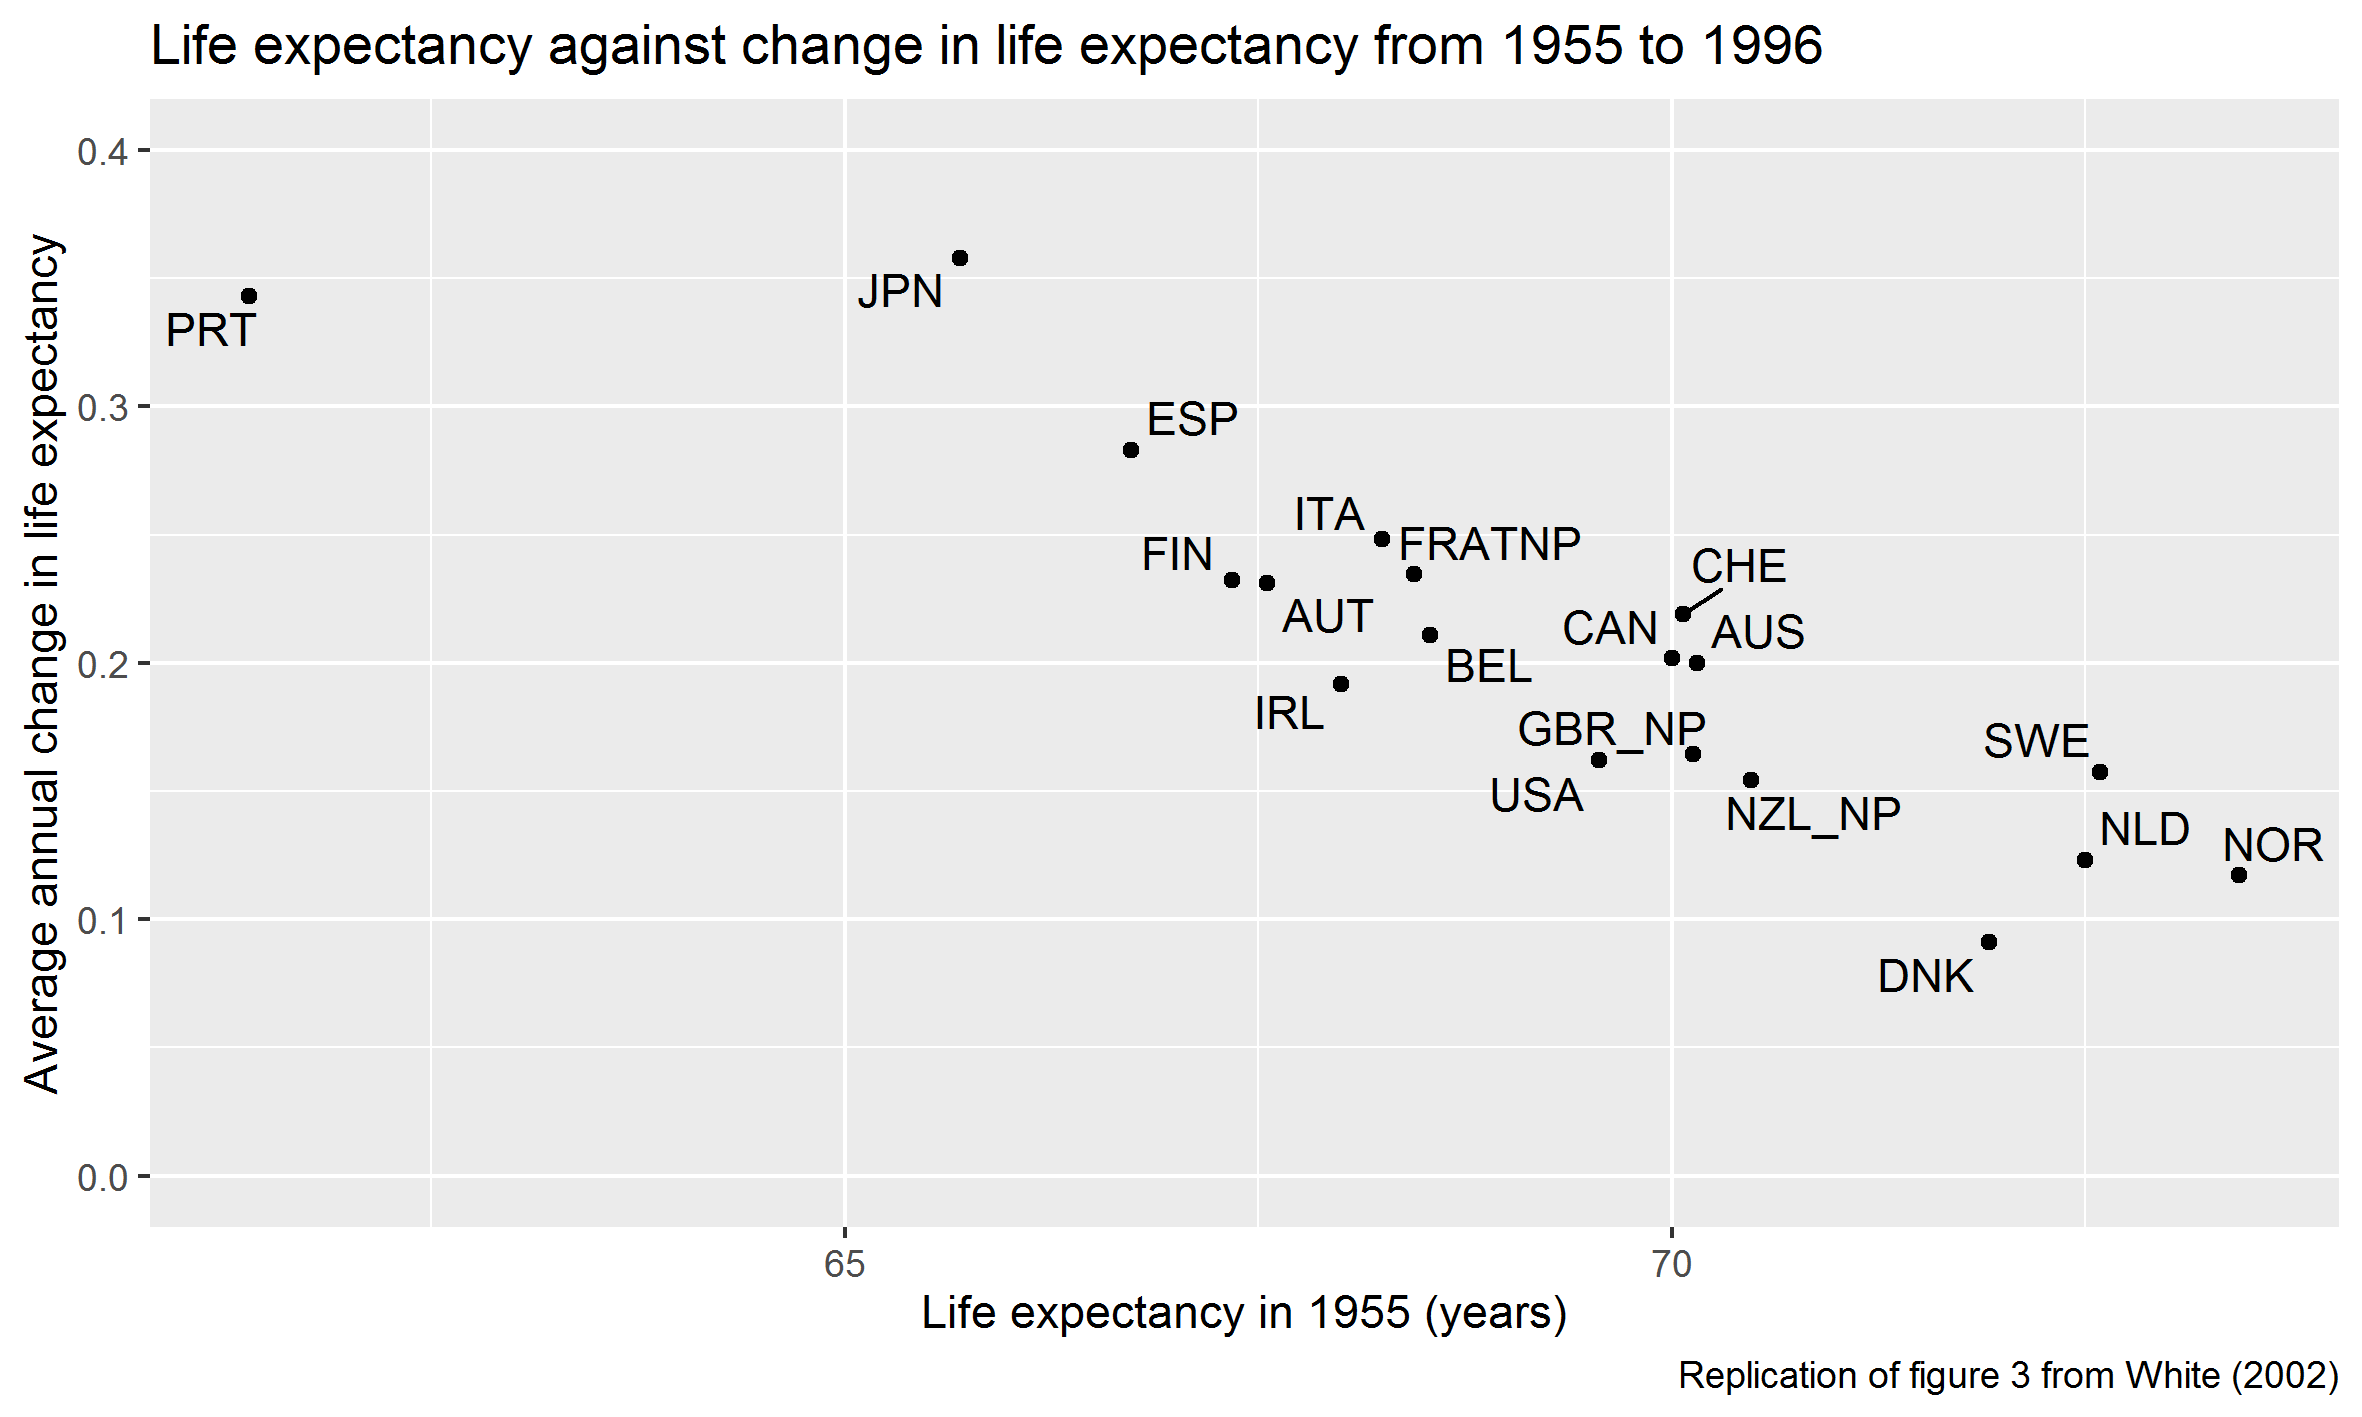 Life expectancy against change in life expectancy from 1955 to 1996
Average annual change in life expectancy
0.4
0.3
0.2
0.1
0.0
JPN
PRT
ESP
ITA
FRATNP
FIN
CHE
AUT
CAN
AUS
BEL
IRL
GBR_NP
SWE
USA
NZL_NP
NLD
NOR
DNK
65
70
Life expectancy in 1955 (years)
Replication of figure 3 from White (2002)